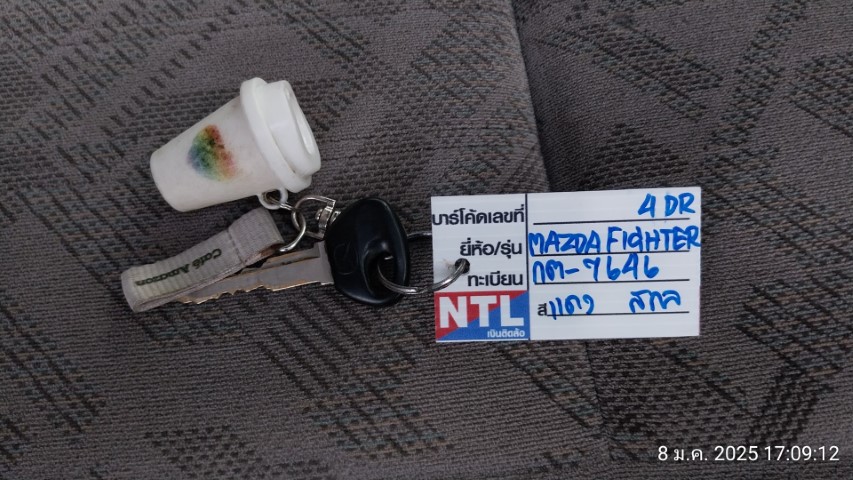 Café Amazon
บาร์โค้ดเลขที่ 4 DR
ยี่ห้อ/รุ่น MAZDA FIGHTER
ทะเบียน กต-7646
สี แดง สกล
NTL
เงินติดล้อ
8 ม.ค. 2025 17:09:12